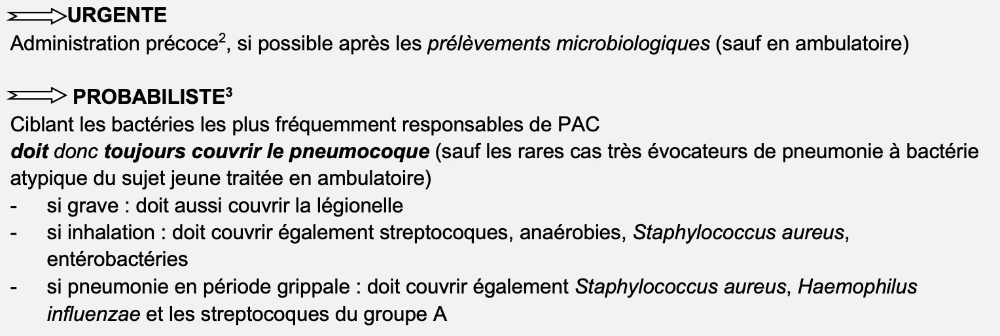 URGENTE
Administration précoce², si possible après les prélèvements microbiologiques (sauf en ambulatoire)
PROBABILISTE³
Ciblant les bactéries les plus fréquemment responsables de PAC
doit donc toujours couvrir le pneumocoque (sauf les rares cas très évocateurs de pneumonie à bactérie
atypique du sujet jeune traitée en ambulatoire)
- si grave : doit aussi couvrir la légionelle
- si inhalation : doit couvrir également streptocoques, anaérobies, Staphylococcus aureus,
entérobactéries
- si pneumonie en période grippale : doit couvrir également Staphylococcus aureus, Haemophilus
influenzae et les streptocoques du groupe A